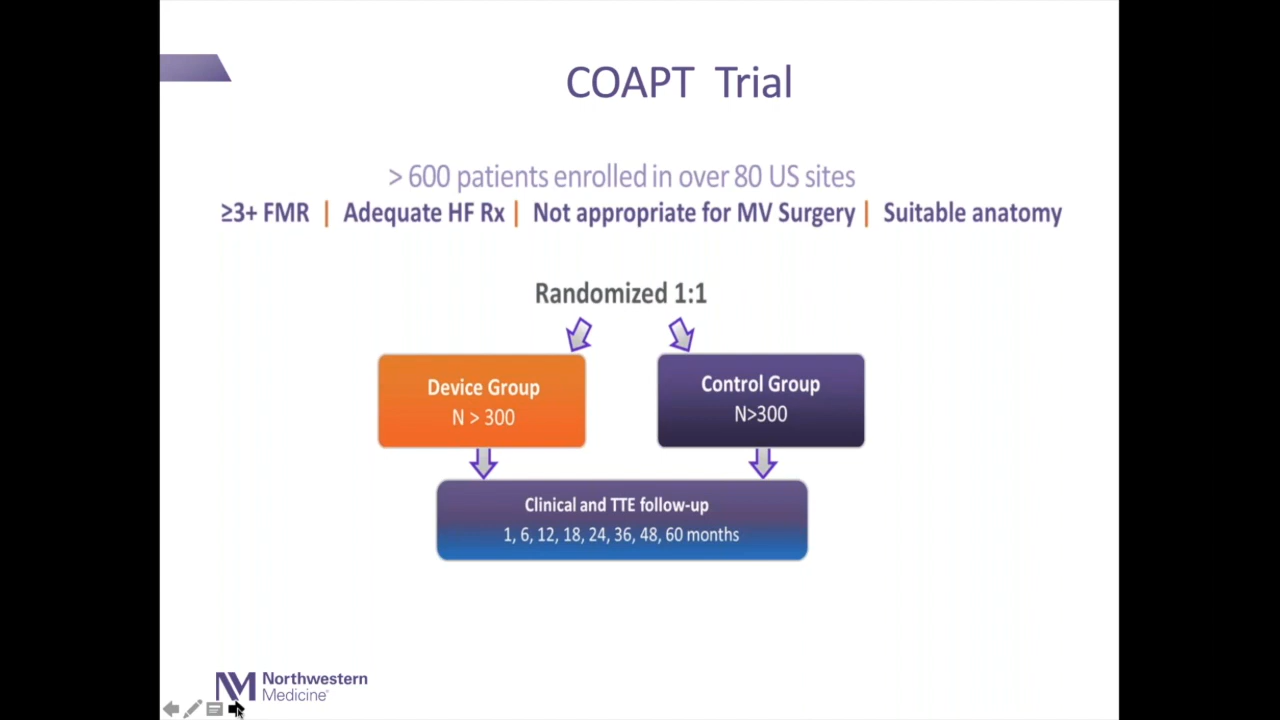 COAPT Trial
> 600 patients enrolled in over 80 US sites
≥3+ FMR | Adequate HF Rx | Not appropriate for MV Surgery | Suitable anatomy
Randomized 1:1
Device Group
N > 300
Control Group
N>300
Clinical and TTE follow-up
1, 6, 12, 18, 24, 36, 48, 60 months
NM
Northwestern
Medicine®